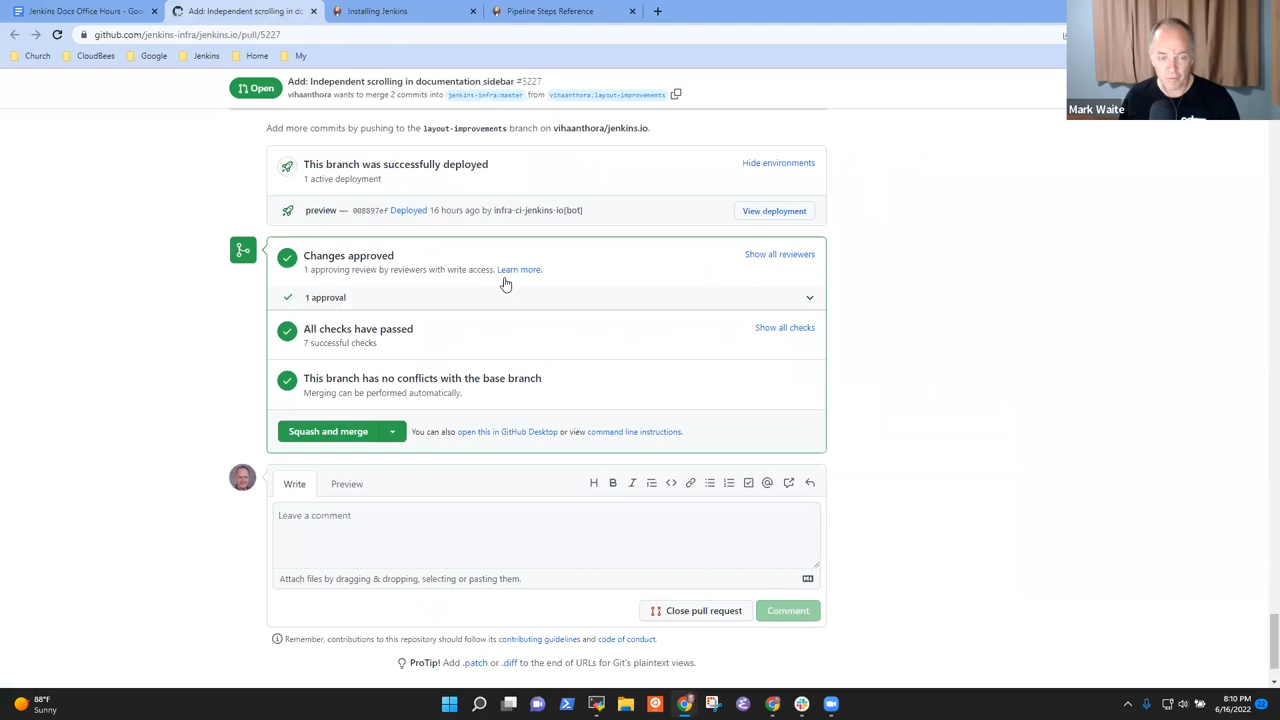 Jenkins Docs Office Hours - Goo
Add: Independent scrolling in dc
Installing Jenkins
Pipeline Steps Reference
github.com/jenkins-infra/jenkins.io/pull/5227
Church
CloudBees
Google
Jenkins
Home
My
Mark Waite
Open
Add: Independent scrolling in documentation sidebar #5227
vihaanthora wants to merge 2 commits into jenkins-infra:master from vihaanthora:layout-improvements
Add more commits by pushing to the layout-improvements branch on vihaanthora/jenkins.io.
This branch was successfully deployed
Hide environments
1 active deployment
preview — 008897ef Deployed 16 hours ago by infra-ci-jenkins-io[bot]
View deployment
Changes approved
Show all reviewers
1 approving review by reviewers with write access. Learn more.
1 approval
All checks have passed
Show all checks
7 successful checks
This branch has no conflicts with the base branch
Merging can be performed automatically.
Squash and merge
You can also open this in GitHub Desktop or view command line instructions.
Write
Preview
Leave a comment
Attach files by dragging & dropping, selecting or pasting them.
Close pull request
Comment
Remember, contributions to this repository should follow its contributing guidelines and code of conduct.
ProTip! Add .patch or .diff to the end of URLs for Git's plaintext views.
88°F
Sunny
8:10 PM
6/16/2022
22